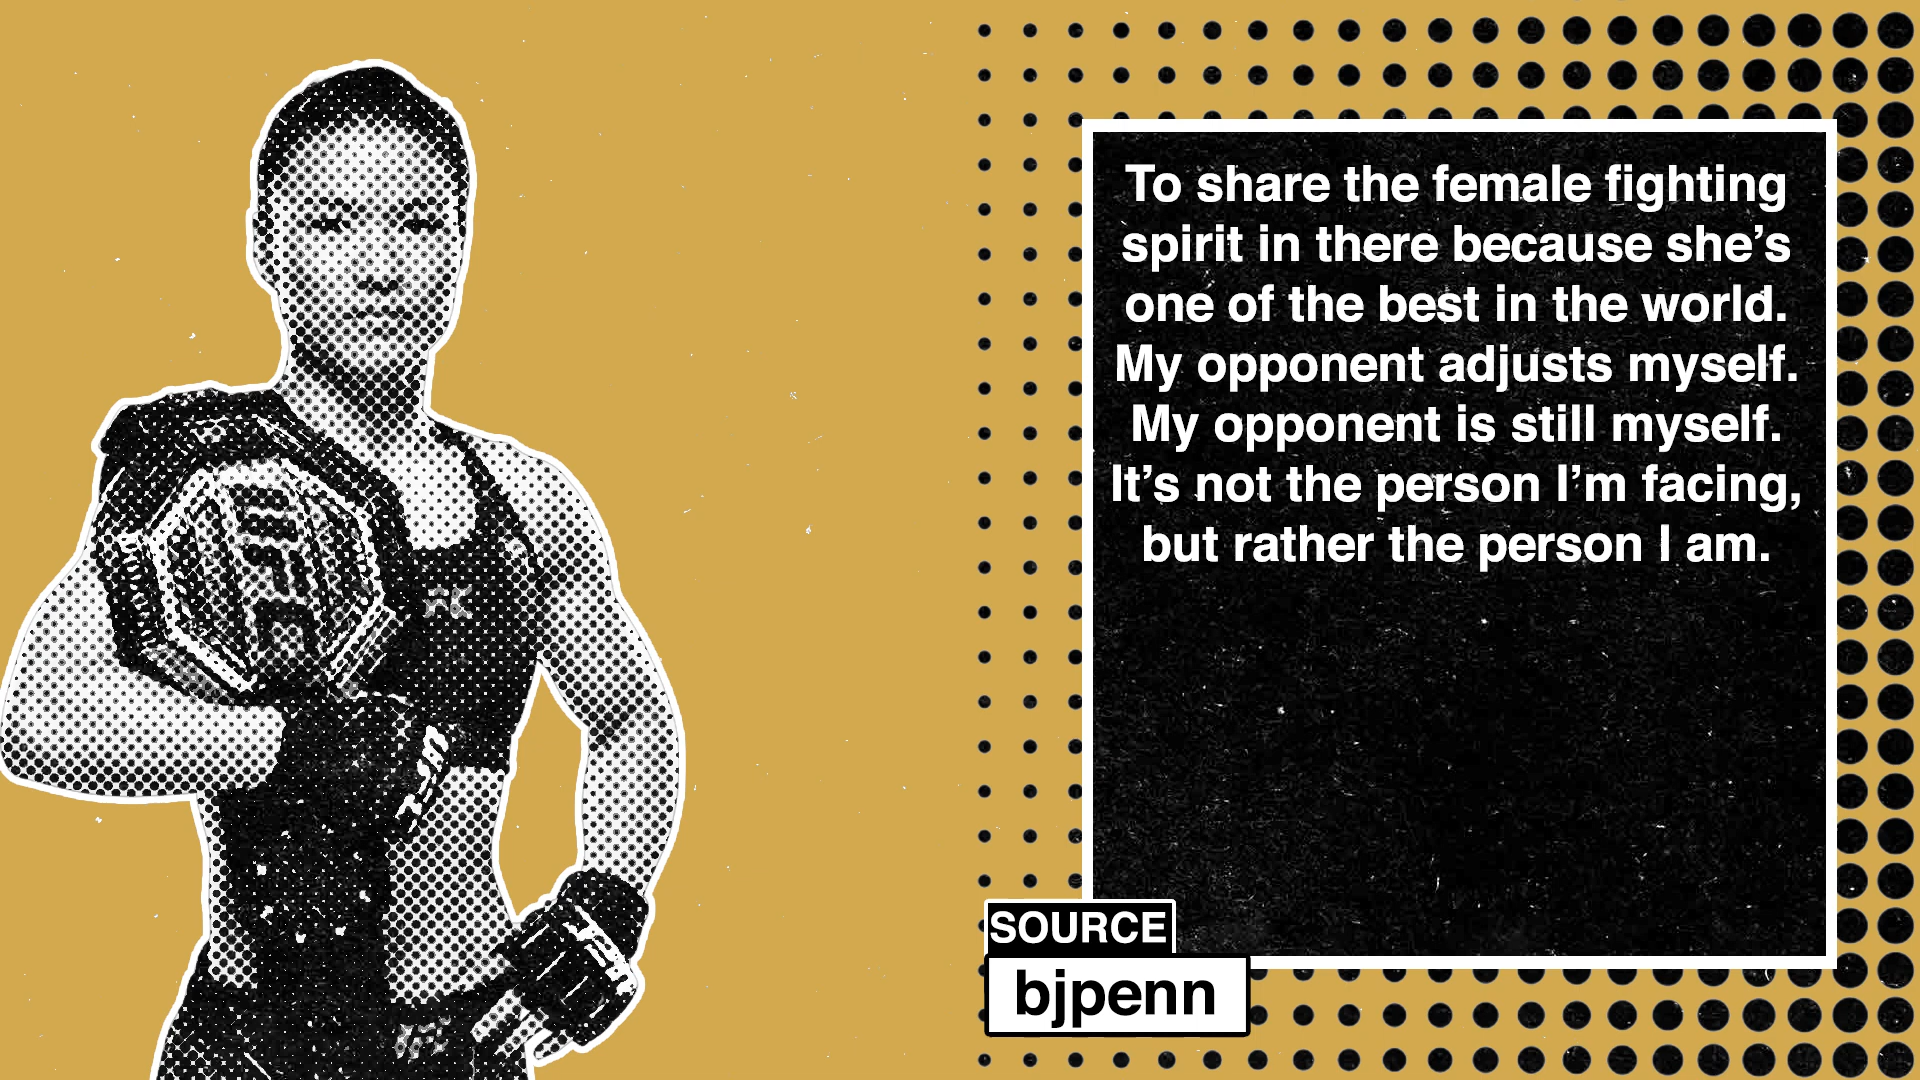 To share the female fighting
spirit in there because she’s
one of the best in the world.
My opponent adjusts myself.
My opponent is still myself.
It’s not the person I’m facing,
but rather the person I am.
SOURCE
bjpenn